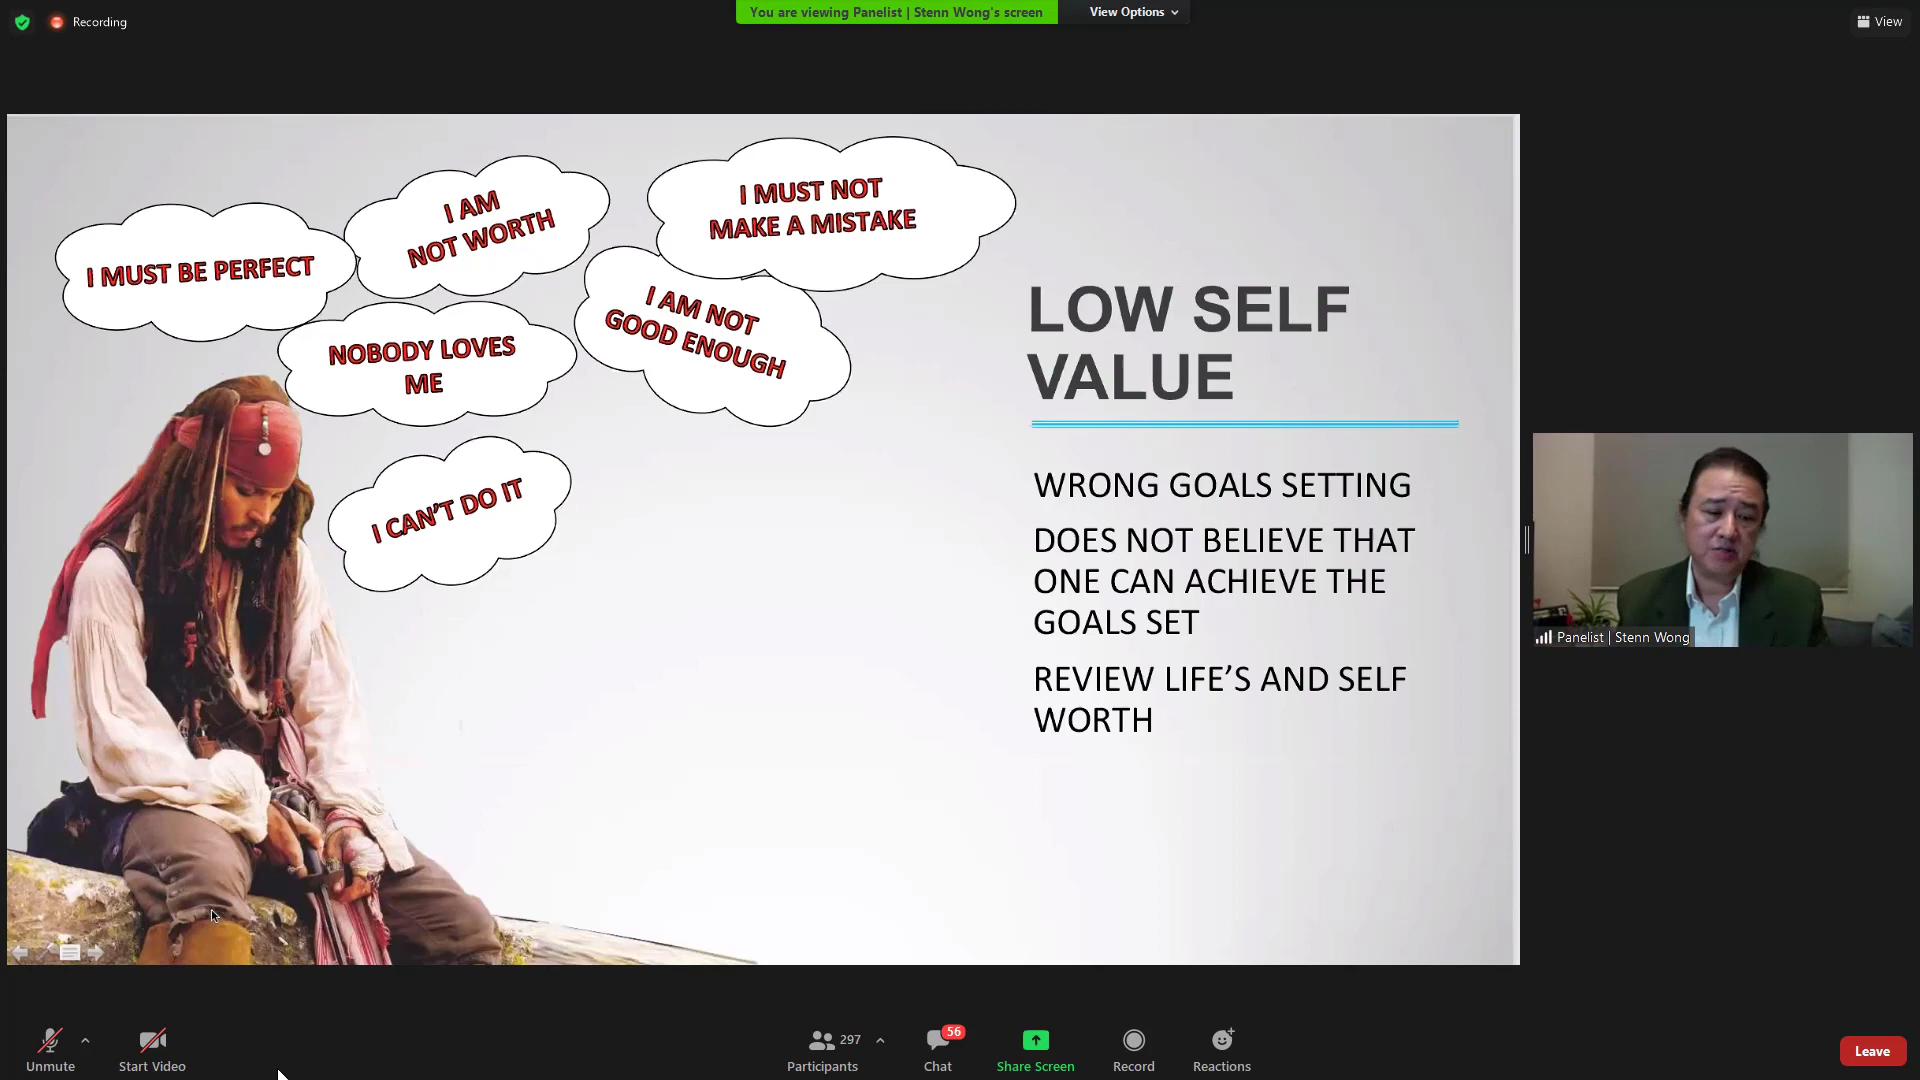 Recording
You are viewing Panelist | Stenn Wong's screen
View Options
View
I MUST BE PERFECT
I AM
NOT WORTH
I MUST NOT
MAKE A MISTAKE
NOBODY LOVES
ME
I AM NOT
GOOD ENOUGH
I CAN'T DO IT
LOW SELF
VALUE
WRONG GOALS SETTING
DOES NOT BELIEVE THAT
ONE CAN ACHIEVE THE
GOALS SET
REVIEW LIFE’S AND SELF
WORTH
Panelist | Stenn Wong
Unmute
Start Video
297
Participants
56
Chat
Share Screen
Record
Reactions
Leave